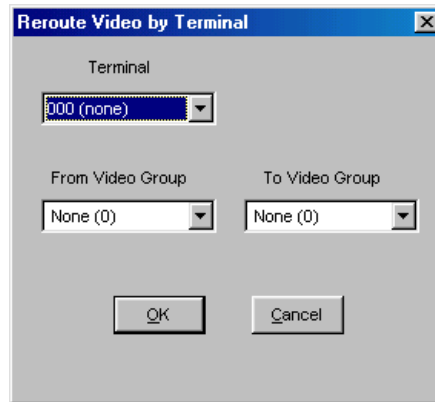 Reroute Video by Terminal
Terminal
000 (none)
From Video Group To Video Group
None (0) None (0)
OK Cancel